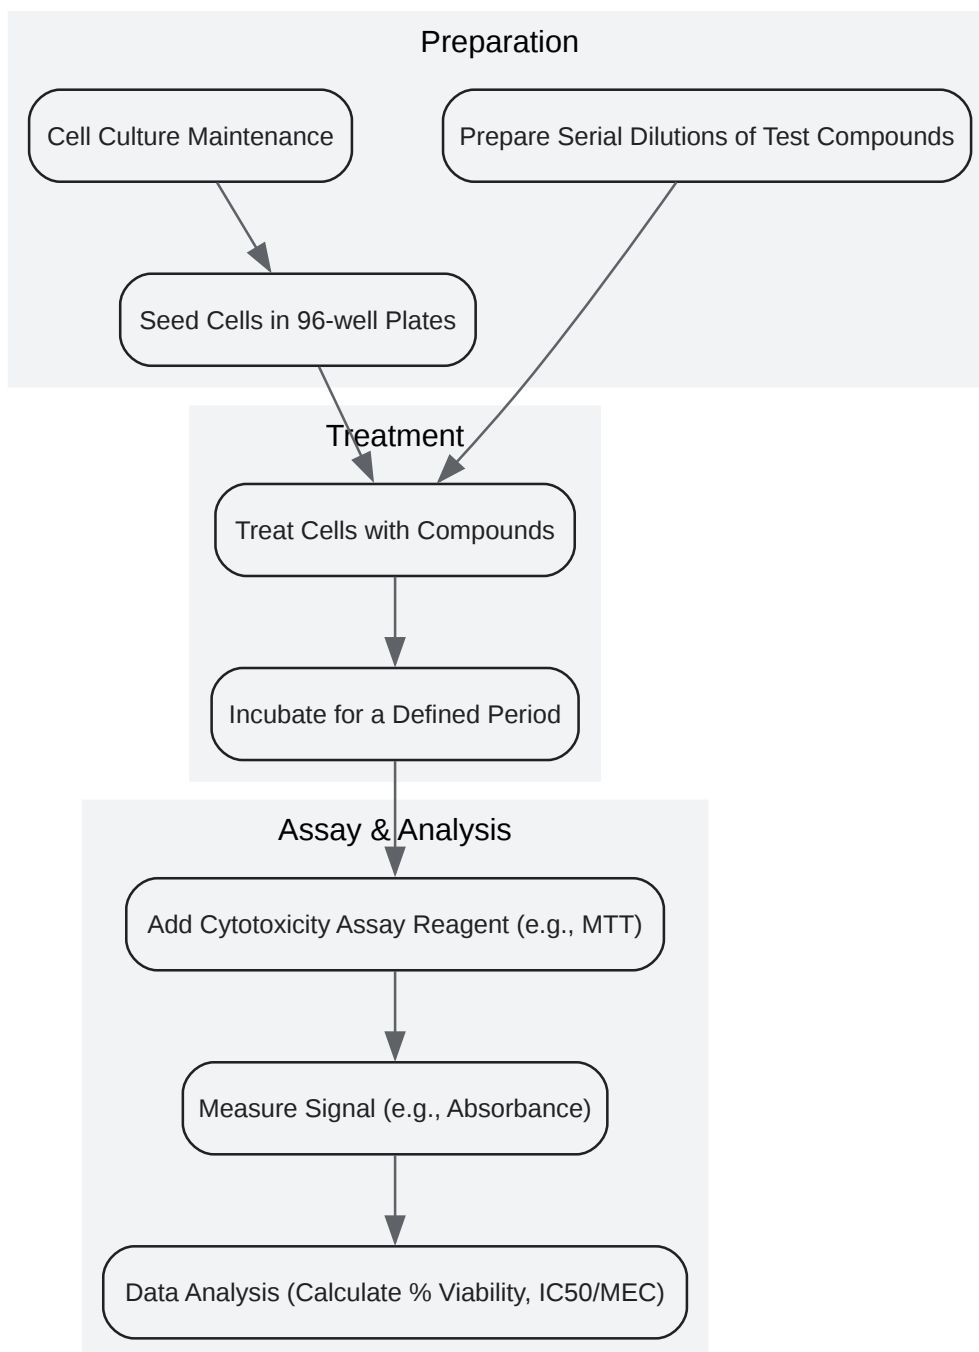 Preparation
Cell Culture Maintenance
Prepare Serial Dilutions of Test Compounds
Seed Cells in 96-well Plates
Treatment
Treat Cells with Compounds
Incubate for a Defined Period
Assay & Analysis
Add Cytotoxicity Assay Reagent (e.g., MTT)
Measure Signal (e.g., Absorbance)
Data Analysis (Calculate % Viability, IC50/MEC)